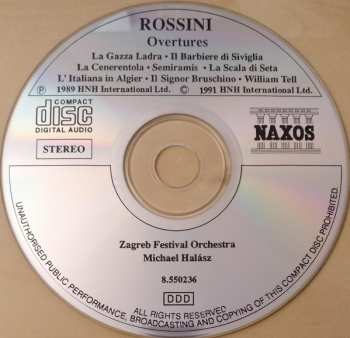 ROSSINI
Overtures
La Gazza Ladra · Il Barbiere di Siviglia
La Cenerentola · Semiramis · La Scala di Seta
L' Italiana in Algier · Il Signor Bruschino · William Tell
℗ 1989 HNH International Ltd. © 1991 HNH International Ltd.
COMPACT
disc
DIGITAL AUDIO
STEREO
NAXOS
Zagreb Festival Orchestra
Michael Halász
8.550236
DDD
ALL RIGHTS RESERVED
UNAUTHORISED PUBLIC PERFORMANCE, BROADCASTING AND COPYING OF THIS COMPACT DISC PROHIBITED